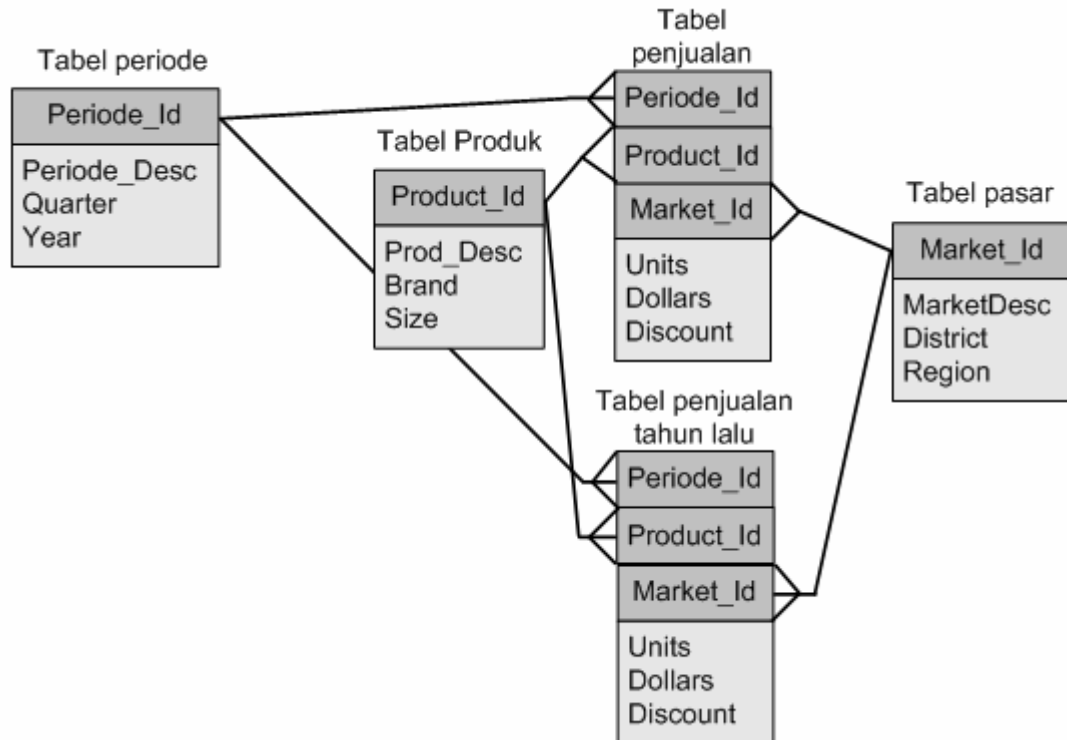 Tabel periode
Periode_Id
Periode_Desc
Quarter
Year
Tabel Produk
Product_Id
Prod_Desc
Brand
Size
Tabel
penjualan
Periode_Id
Product_Id
Market_Id
Units
Dollars
Discount
Tabel pasar
Market_Id
MarketDesc
District
Region
Tabel penjualan
tahun lalu
Periode_Id
Product_Id
Market_Id
Units
Dollars
Discount